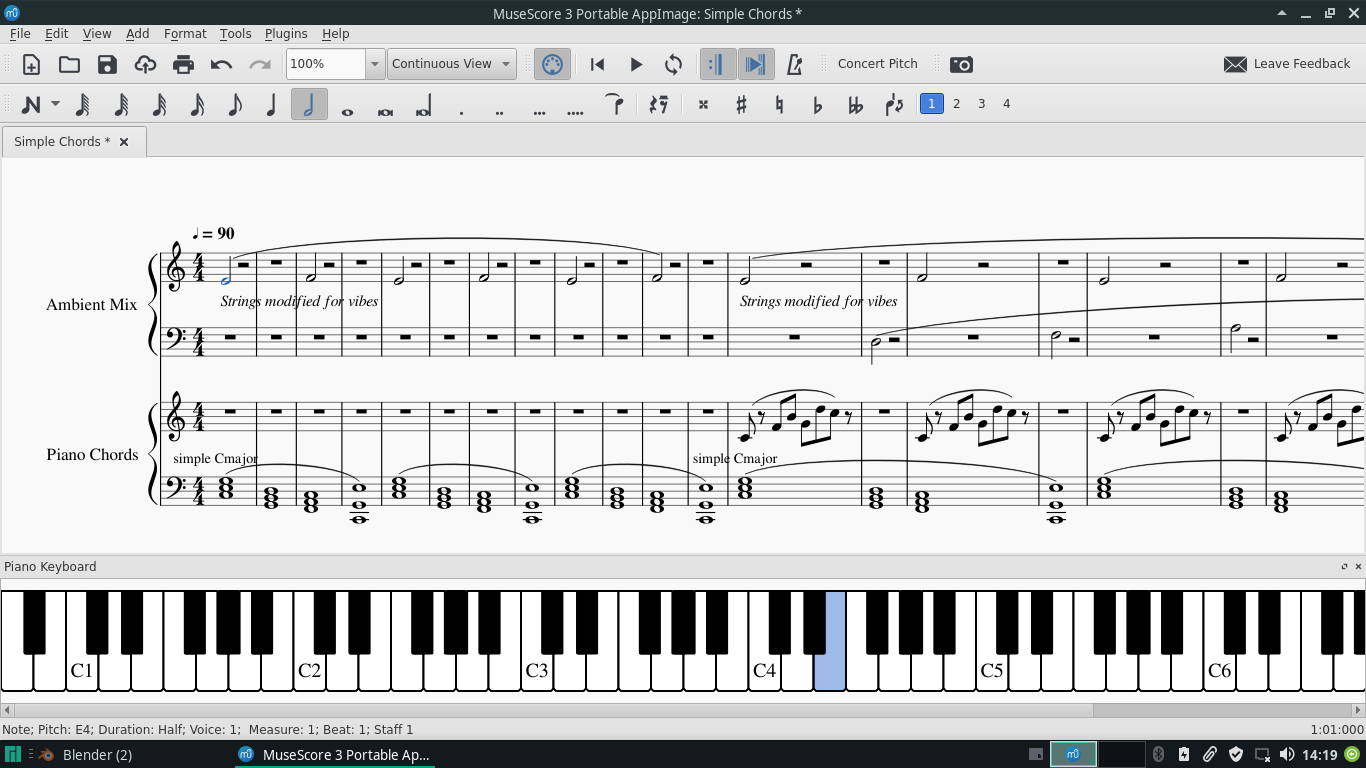 MuseScore 3 Portable AppImage: Simple Chords *
File Edit View Add Format Tools Plugins Help
100% Continuous View Concert Pitch Leave Feedback
1 2 3 4
Simple Chords *
= 90
Strings modified for vibes Strings modified for vibes
Ambient Mix
simple Cmajor simple Cmajor
Piano Chords
Piano Keyboard
C1 C2 C3 C4 C5 C6
Note; Pitch: E4; Duration: Half; Voice: 1;  Measure: 1; Beat: 1; Staff 1 1:01:000
Blender (2) MuseScore 3 Portable Ap... 14:19